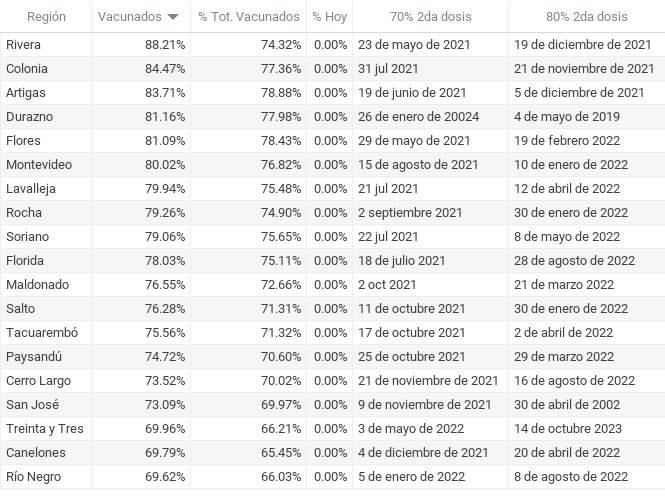 Región Vacunados % Tot. Vacunados % Hoy 70% 2da dosis 80% 2da dosis
Rivera 88.21% 74.32% 0.00% 23 de mayo de 2021 19 de diciembre de 2021
Colonia 84.47% 77.36% 0.00% 31 jul 2021 21 de noviembre de 2021
Artigas 83.71% 78.88% 0.00% 19 de junio de 2021 5 de diciembre de 2021
Durazno 81.16% 77.98% 0.00% 26 de enero de 20024 4 de mayo de 2019
Flores 81.09% 78.43% 0.00% 29 de mayo de 2021 19 de febrero 2022
Montevideo 80.02% 76.82% 0.00% 15 de agosto de 2021 10 de enero de 2022
Lavalleja 79.94% 75.48% 0.00% 21 jul 2021 12 de abril de 2022
Rocha 79.26% 74.90% 0.00% 2 septiembre 2021 30 de enero de 2022
Soriano 79.06% 75.65% 0.00% 22 jul 2021 8 de mayo de 2022
Florida 78.03% 75.11% 0.00% 18 de julio 2021 28 de agosto de 2022
Maldonado 76.55% 72.66% 0.00% 2 oct 2021 21 de marzo 2022
Salto 76.28% 71.31% 0.00% 11 de octubre 2021 30 de enero de 2022
Tacuarembó 75.56% 71.32% 0.00% 17 de octubre 2021 2 de abril de 2022
Paysandú 74.72% 70.60% 0.00% 25 de octubre 2021 29 de marzo 2022
Cerro Largo 73.52% 70.02% 0.00% 21 de noviembre de 2021 16 de agosto de 2022
San José 73.09% 69.97% 0.00% 9 de noviembre de 2021 30 de abril de 2002
Treinta y Tres 69.96% 66.21% 0.00% 3 de mayo de 2022 14 de octubre 2023
Canelones 69.79% 65.45% 0.00% 4 de diciembre de 2021 20 de abril de 2022
Río Negro 69.62% 66.03% 0.00% 5 de enero de 2022 8 de agosto de 2022